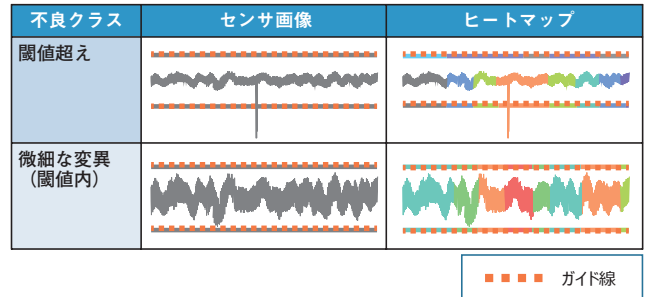 不良クラス
センサ画像
ヒートマップ
閾値超え
微細な変異
（閾値内）
ガイド線